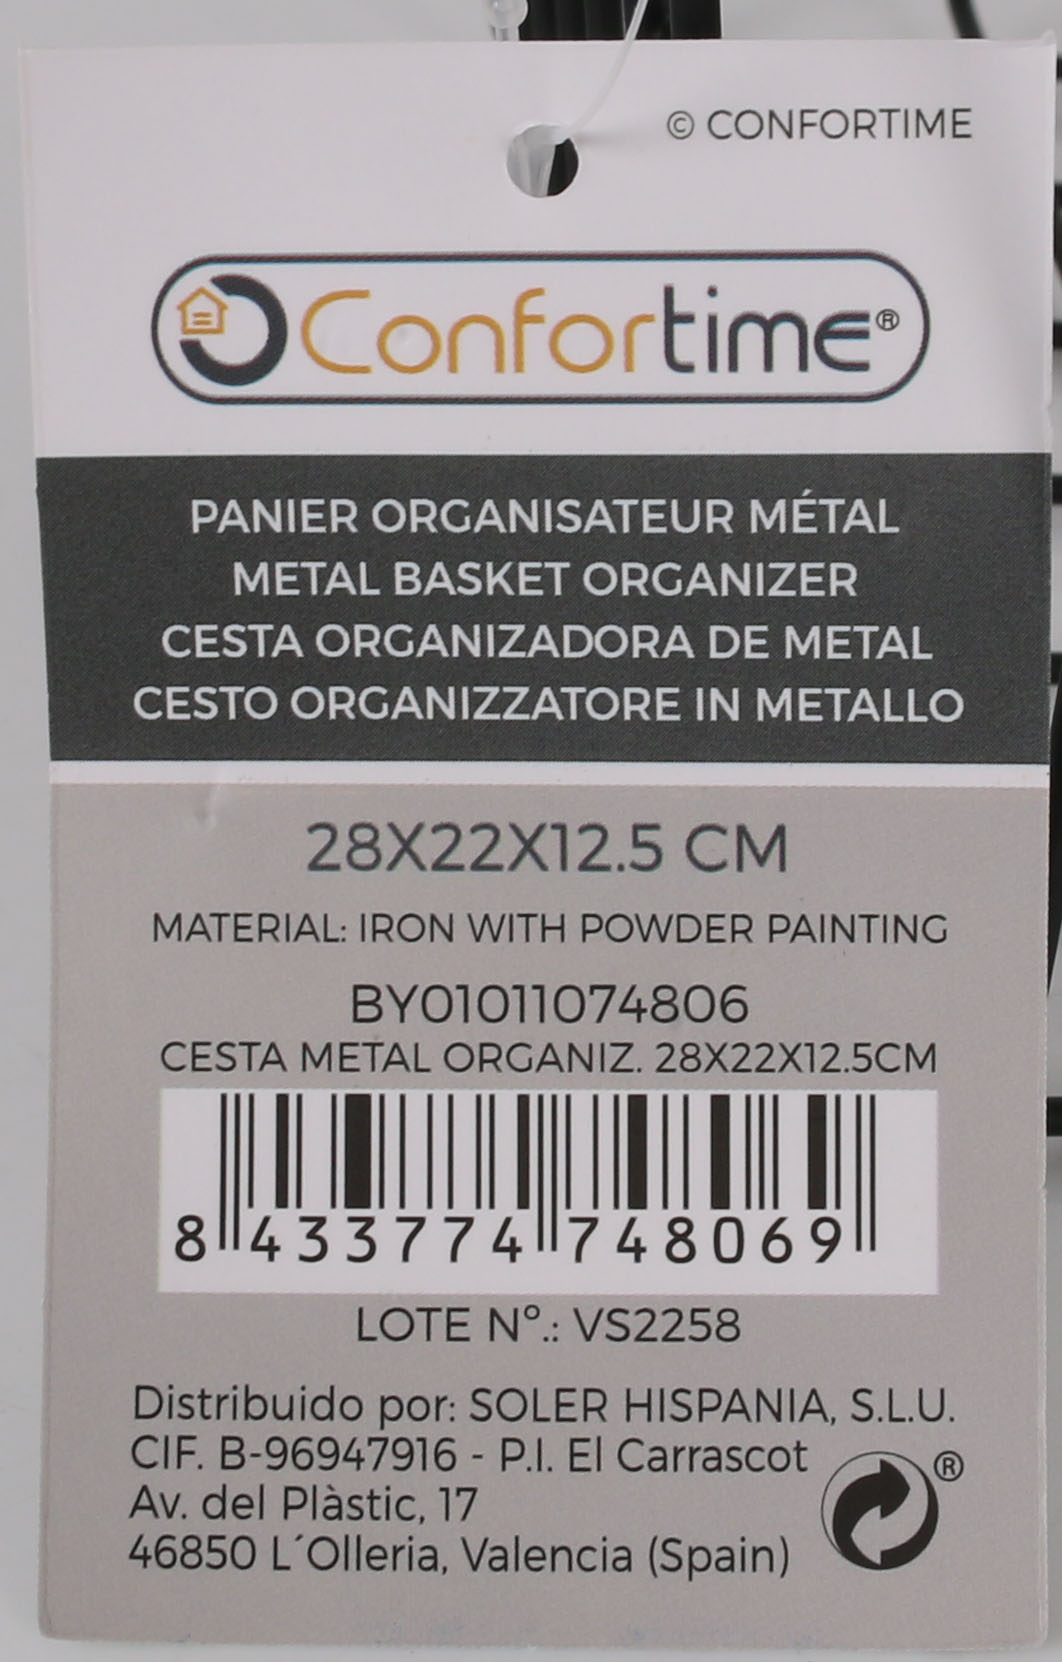 © CONFORTIME
Confortime®
PANIER ORGANISATEUR MÉTAL
METAL BASKET ORGANIZER
CESTA ORGANIZADORA DE METAL
CESTO ORGANIZZATORE IN METALLO
28X22X12.5 CM
MATERIAL: IRON WITH POWDER PAINTING
BY01011074806
CESTA METAL ORGANIZ. 28X22X12.5CM
8 433774 748069
LOTE Nº.: VS2258
Distribuido por: SOLER HISPANIA, S.L.U.
CIF. B-96947916 - P.I. El Carrascot
Av. del Plàstic, 17
46850 L´Olleria, Valencia (Spain)
®